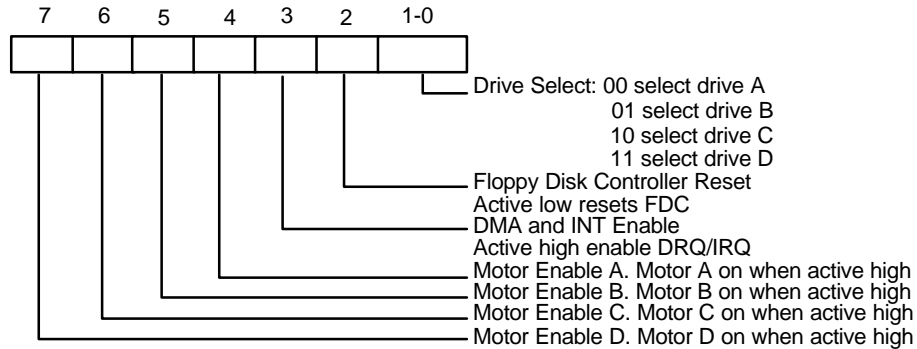 7 6 5 4 3 2 1-0
Drive Select: 00 select drive A
01 select drive B
10 select drive C
11 select drive D
Floppy Disk Controller Reset
Active low resets FDC
DMA and INT Enable
Active high enable DRQ/IRQ
Motor Enable A. Motor A on when active high
Motor Enable B. Motor B on when active high
Motor Enable C. Motor C on when active high
Motor Enable D. Motor D on when active high